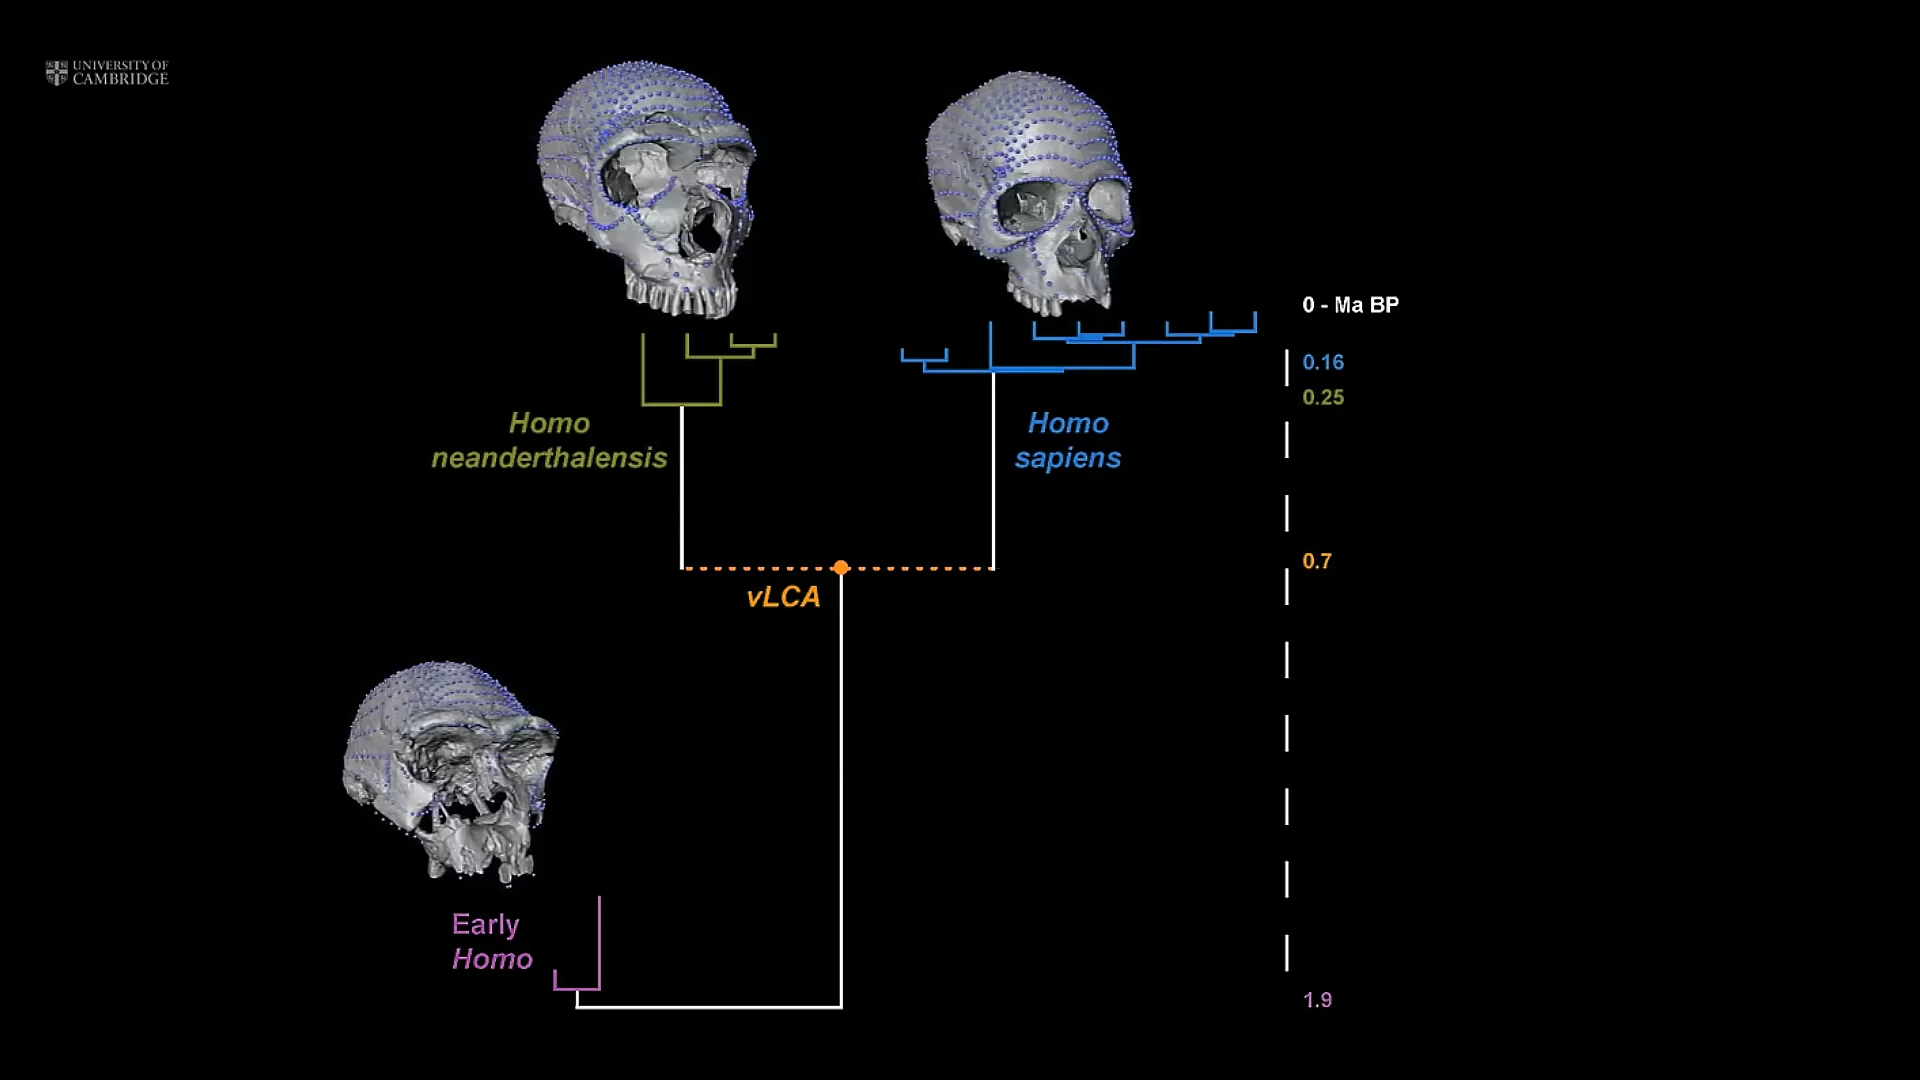 UNIVERSITY OF
CAMBRIDGE
0 - Ma BP
0.16
0.25
Homo
neanderthalensis
Homo
sapiens
0.7
vLCA
Early
Homo
1.9